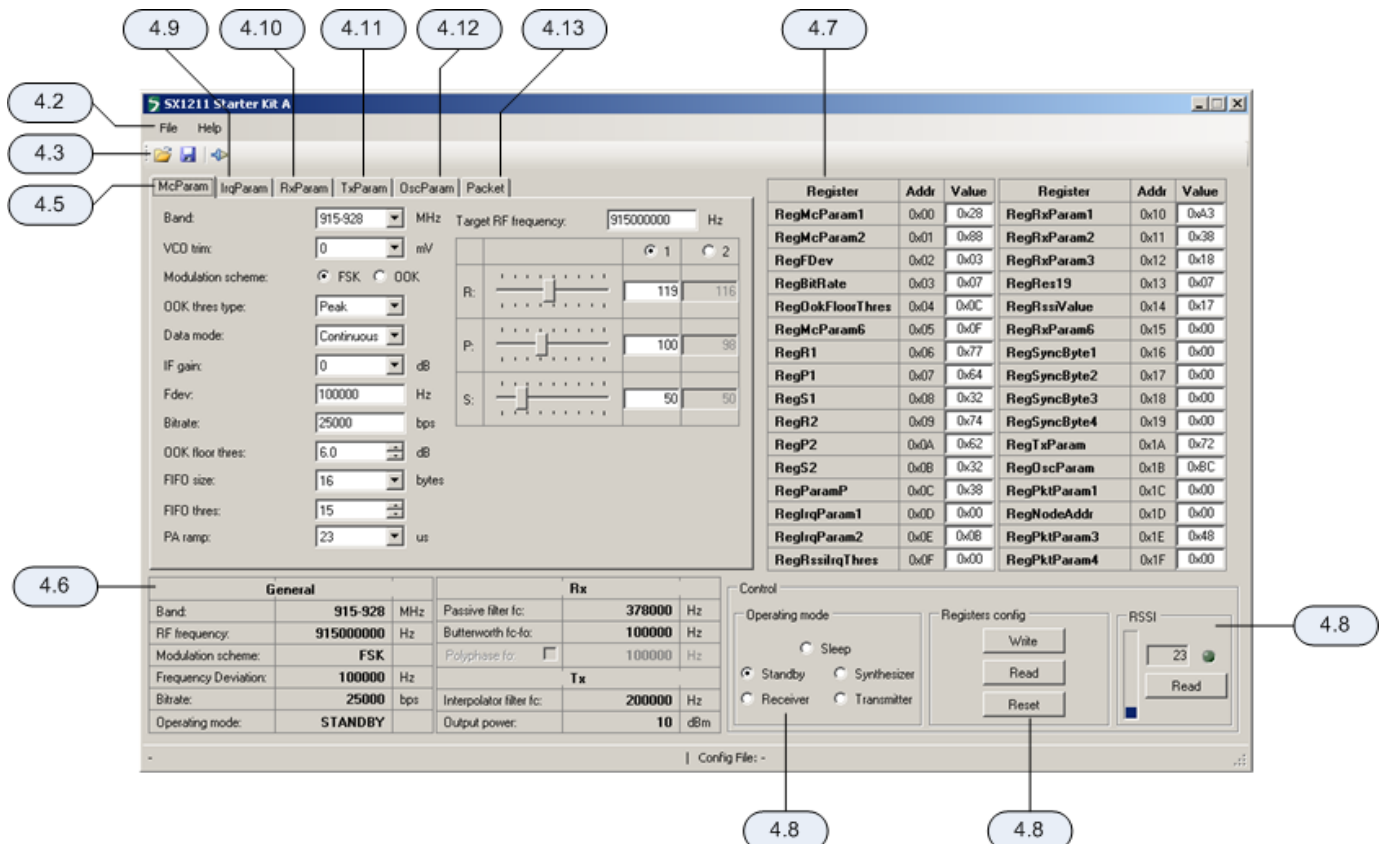 4.9 4.10 4.11 4.12 4.13 4.7
4.2
4.3
4.5
SX1211 Starter Kit A
File Help
McParam IrqParam RxParam TxParam OscParam Packet
Band: 915-928 MHz
VCO trim: 0 mV
Modulation scheme: FSK OOK
OOK thres type: Peak
Data mode: Continuous
IF gain: 0 dB
Fdev: 100000 Hz
Bitrate: 25000 bps
OOK floor thres: 6.0 dB
FIFO size: 16 bytes
FIFO thres: 15
PA ramp: 23 us
Target RF frequency: 915000000 Hz
1 2
R: 119 116
P: 100 98
S: 50 50
Register Addr Value Register Addr Value
RegMcParam1 0x00 0x28 RegRxParam1 0x10 0xA3
RegMcParam2 0x01 0x88 RegRxParam2 0x11 0x38
RegFDev 0x02 0x03 RegRxParam3 0x12 0x18
RegBitRate 0x03 0x07 RegRes19 0x13 0x07
RegOokFloorThres 0x04 0x0C RegRssiValue 0x14 0x17
RegMcParam6 0x05 0x0F RegRxParam6 0x15 0x00
RegR1 0x06 0x77 RegSyncByte1 0x16 0x00
RegP1 0x07 0x64 RegSyncByte2 0x17 0x00
RegS1 0x08 0x32 RegSyncByte3 0x18 0x00
RegR2 0x09 0x74 RegSyncByte4 0x19 0x00
RegP2 0x0A 0x62 RegTxParam 0x1A 0x72
RegS2 0x0B 0x32 RegOscParam 0x1B 0xBC
RegParamP 0x0C 0x38 RegPktParam1 0x1C 0x00
RegIrqParam1 0x0D 0x00 RegNodeAddr 0x1D 0x00
RegIrqParam2 0x0E 0x0B RegPktParam3 0x1E 0x48
RegRssiIrqThres 0x0F 0x00 RegPktParam4 0x1F 0x00
4.6
General
Band: 915-928 MHz
RF frequency: 915000000 Hz
Modulation scheme: FSK
Frequency Deviation: 100000 Hz
Bitrate: 25000 bps
Operating mode: STANDBY
Rx
Passive filter fc: 378000 Hz
Butterworth fc-fo: 100000 Hz
Polyphase fo: 100000 Hz
Tx
Interpolator filter fc: 200000 Hz
Output power: 10 dBm
Control
Operating mode
Sleep
Standby Synthesizer
Receiver Transmitter
Registers config
Write
Read
Reset
RSSI
23
Read
4.8
- | Config File: -
4.8 4.8